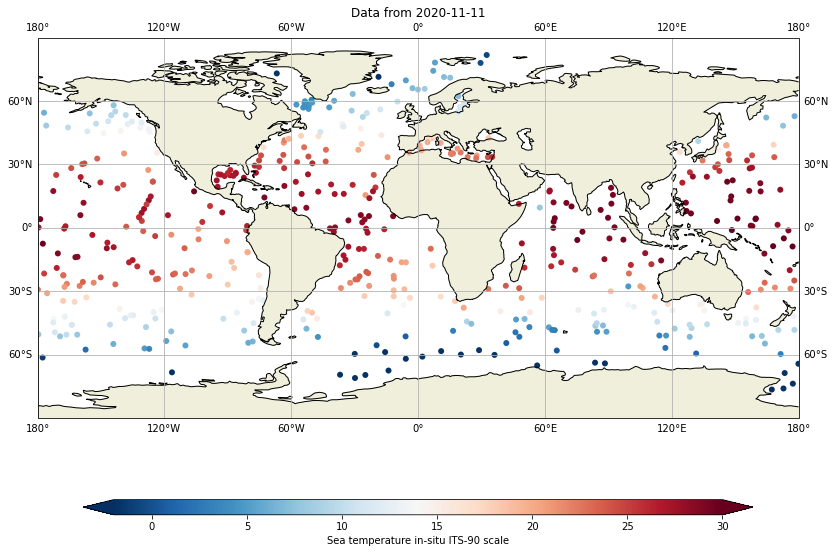 Data from 2020-11-11
180° 120°W 60°W 0° 60°E 120°E 180°
60°N 60°N
30°N 30°N
0° 0°
30°S 30°S
60°S 60°S
180° 120°W 60°W 0° 60°E 120°E 180°
0 5 10 15 20 25 30
Sea temperature in-situ ITS-90 scale